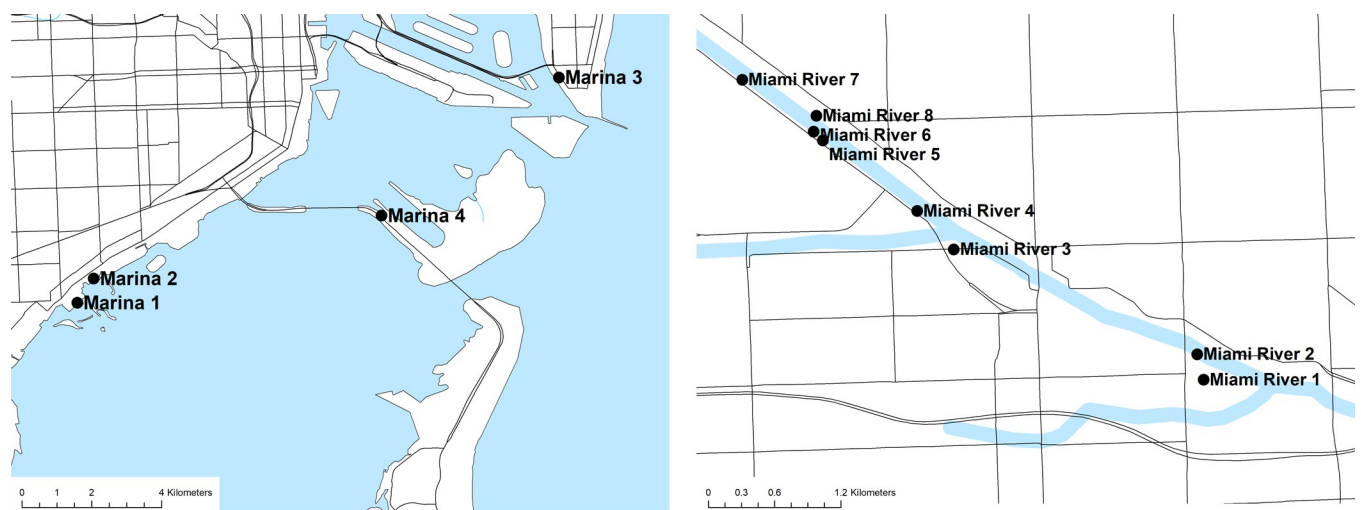 Marina 3
Marina 4
Marina 2
Marina 1
0 1 2 4 Kilometers
Miami River 7
Miami River 8
Miami River 6
Miami River 5
Miami River 4
Miami River 3
Miami River 2
Miami River 1
0 0.3 0.6 1.2 Kilometers